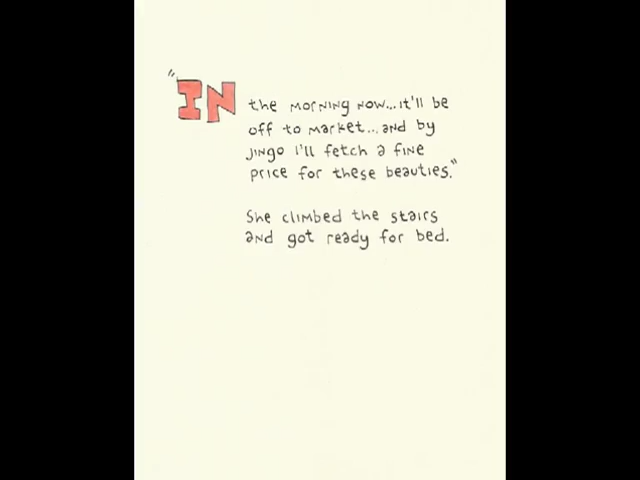 "IN the morning now...it'll be
off to market...and by
jingo I'll fetch a fine
price for these beauties."
She climbed the stairs
and got ready for bed.